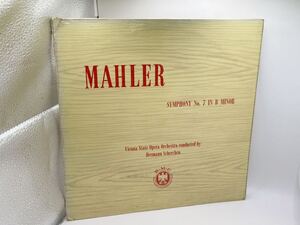 MAHLER
SYMPHONY No. 7 IN B MINOR
Vienna State Opera Orchestra conducted by
Hermann Scherchen